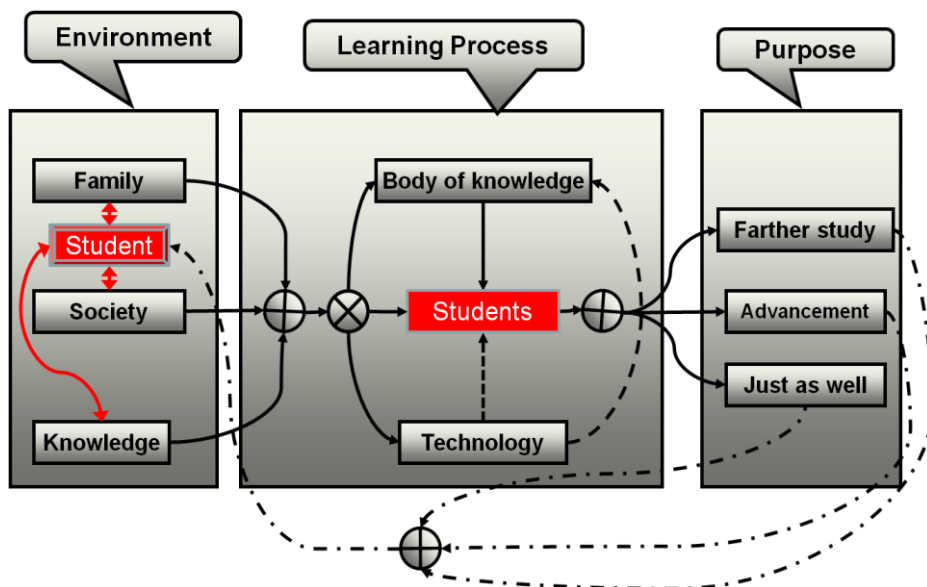 Environment
Learning Process
Purpose
Family
Student
Society
Knowledge
Body of knowledge
Students
Technology
Farther study
Advancement
Just as well